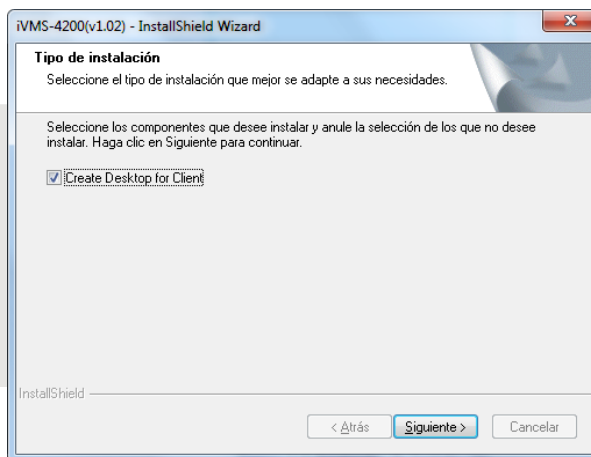 iVMS-4200(v1.02) - InstallShield Wizard
Tipo de instalación
Seleccione el tipo de instalación que mejor se adapte a sus necesidades.
Seleccione los componentes que desee instalar y anule la selección de los que no desee
instalar. Haga clic en Siguiente para continuar.
Create Desktop for Client
InstallShield
< Atrás Siguiente > Cancelar